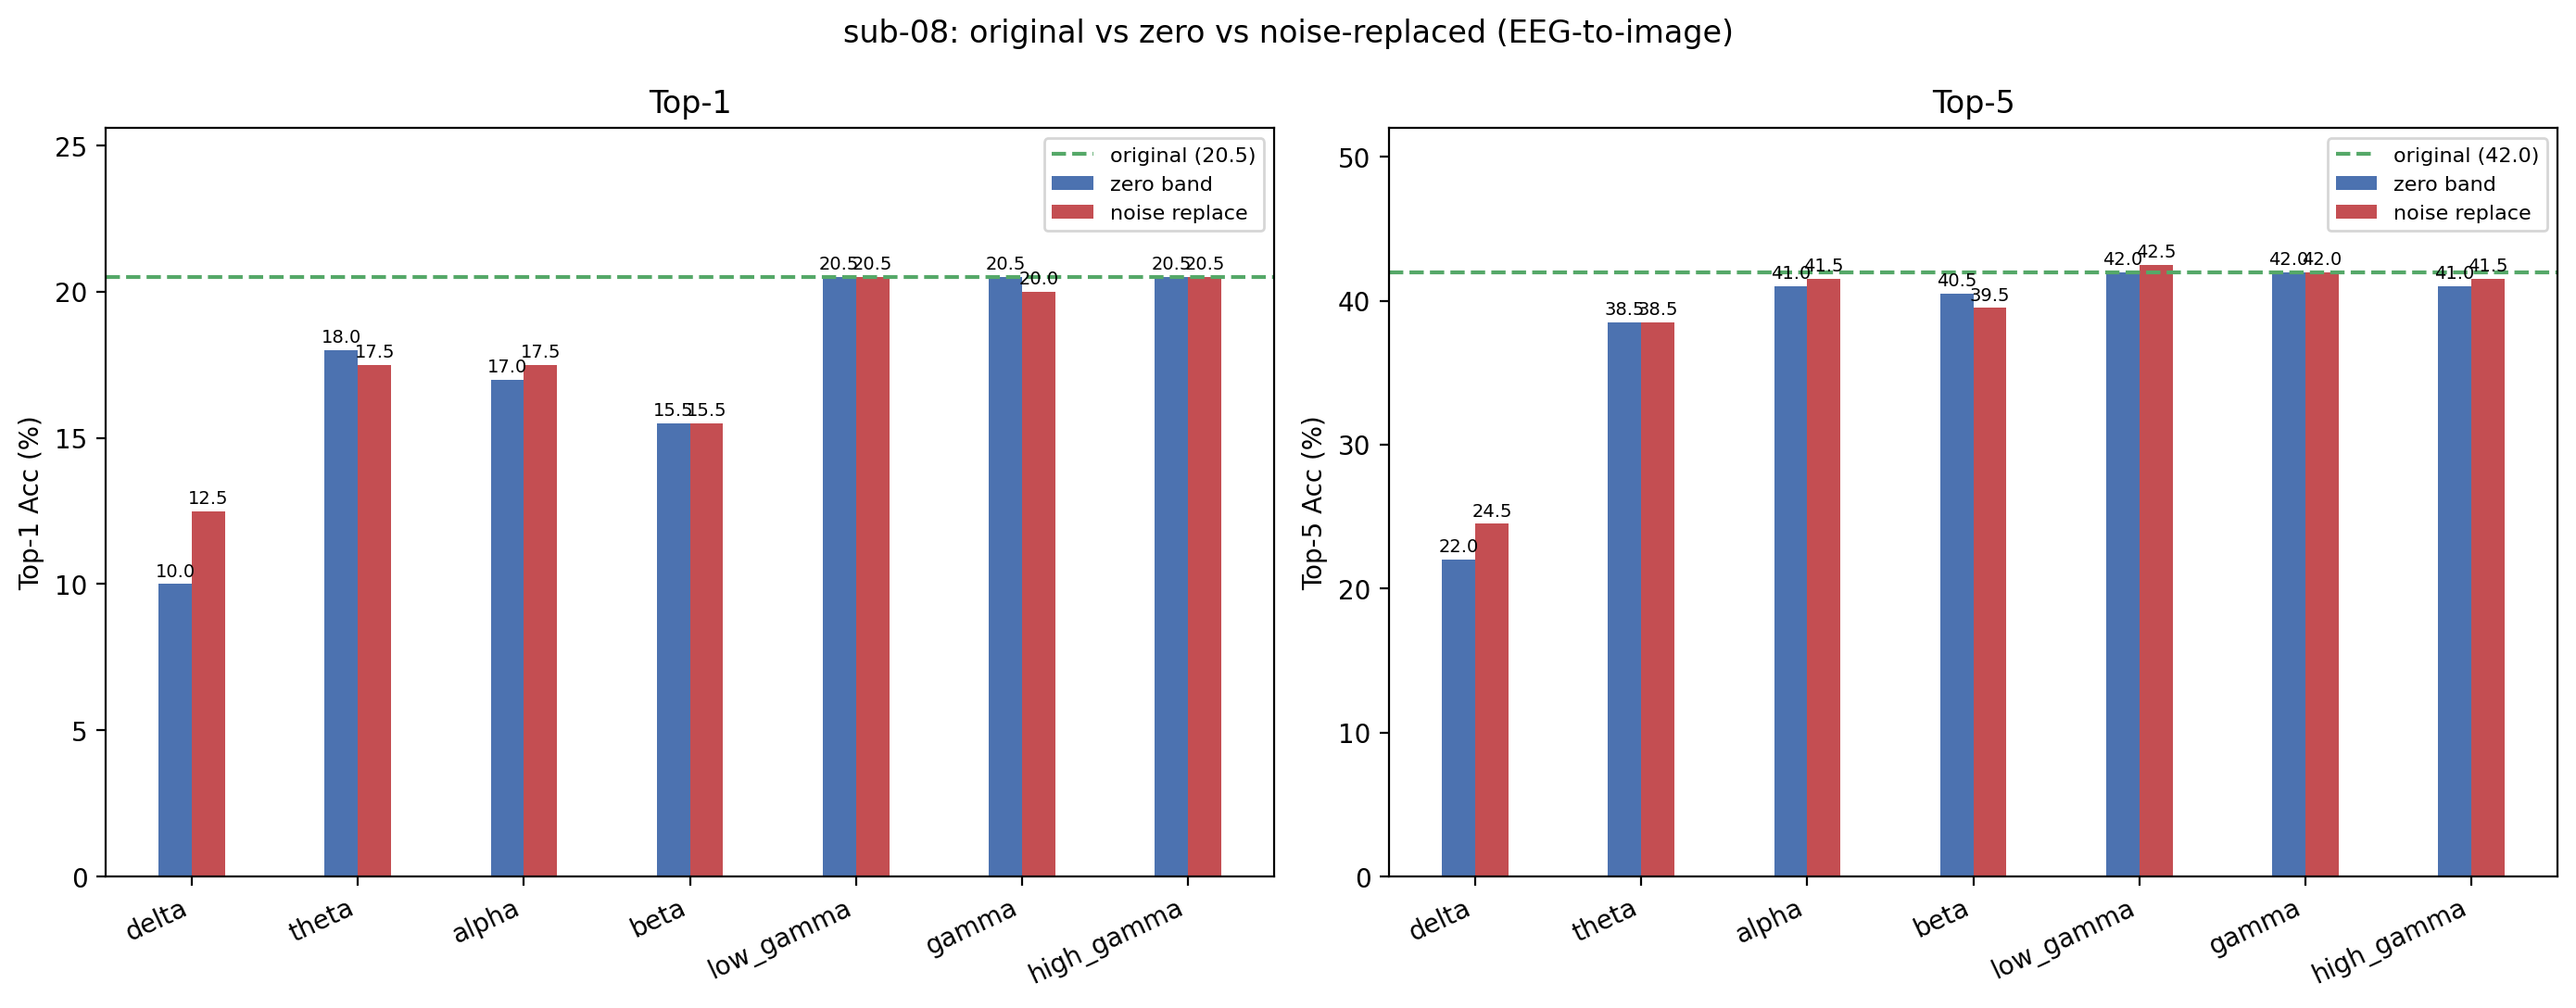 sub-08: original vs zero vs noise-replaced (EEG-to-image)
Top-1
Top-1 Acc (%)
25
20
15
10
5
0
original (20.5)
zero band
noise replace
10.0
12.5
18.0
17.5
17.0
17.5
15.5
15.5
20.5
20.5
20.5
20.0
20.5
20.5
delta
theta
alpha
beta
low_gamma
gamma
high_gamma
Top-5
Top-5 Acc (%)
50
40
30
20
10
0
original (42.0)
zero band
noise replace
22.0
24.5
38.5
38.5
41.0
41.5
40.5
39.5
42.0
42.5
42.0
42.0
41.0
41.5
delta
theta
alpha
beta
low_gamma
gamma
high_gamma